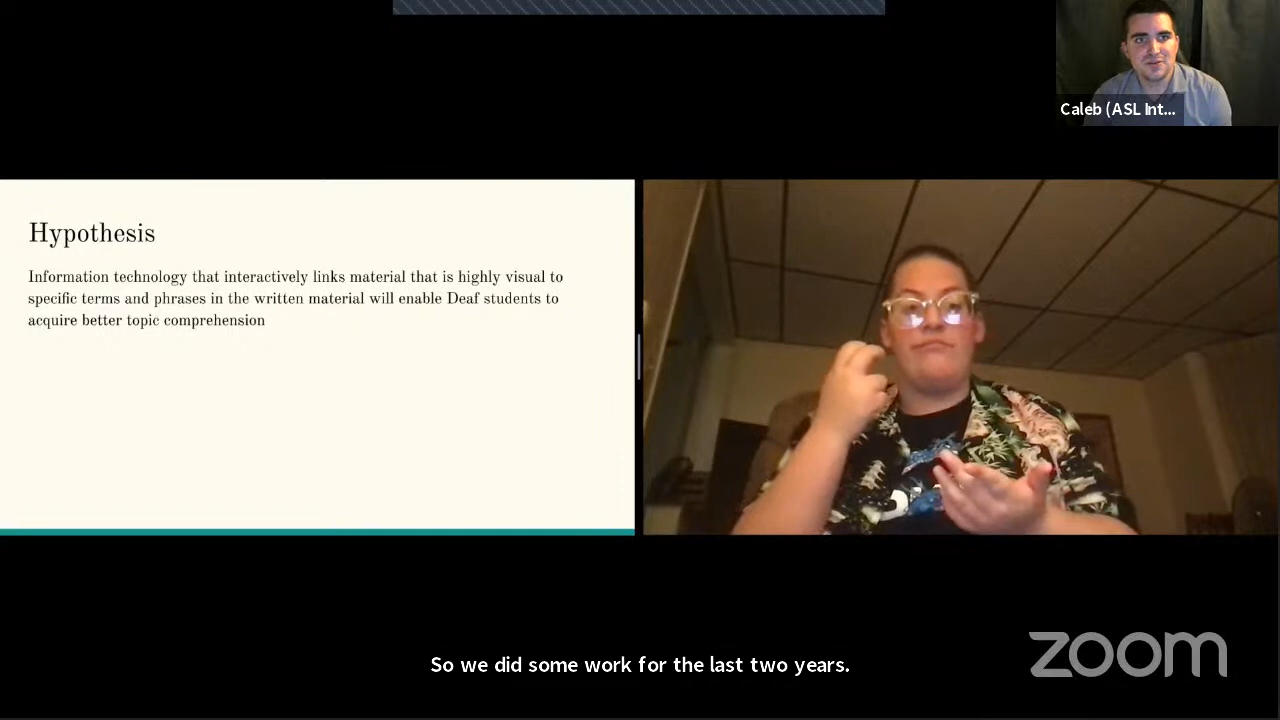 Caleb (ASL Int...
Hypothesis
Information technology that interactively links material that is highly visual to
specific terms and phrases in the written material will enable Deaf students to
acquire better topic comprehension
So we did some work for the last two years.
zoom